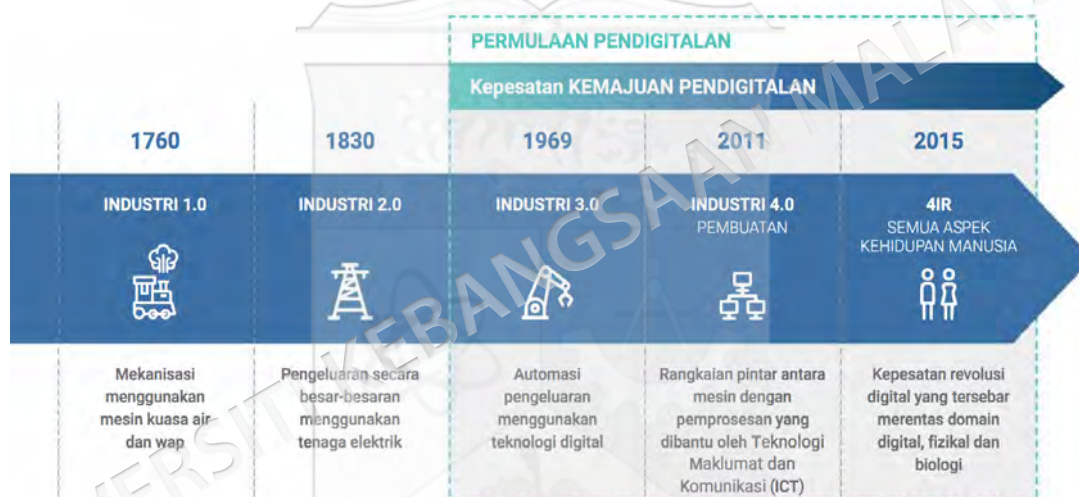 PERMULAAN PENDIGITALAN
Kepesatan KEMAJUAN PENDIGITALAN
1760
1830
1969
2011
2015
INDUSTRI 1.0
INDUSTRI 2.0
INDUSTRI 3.0
INDUSTRI 4.0
PEMBUATAN
4IR
SEMUA ASPEK
KEHIDUPAN MANUSIA
Mekanisasi
menggunakan
mesin kuasa air
dan wap
Pengeluaran secara
besar-besaran
menggunakan
tenaga elektrik
Automasi
pengeluaran
menggunakan
teknologi digital
Rangkaian pintar antara
mesin dengan
pemprosesan yang
dibantu oleh Teknologi
Maklumat dan
Komunikasi (ICT)
Kepesatan revolusi
digital yang tersebar
merentas domain
digital, fizikal dan
biologi
ERSITI KEBANGSAAN MALA